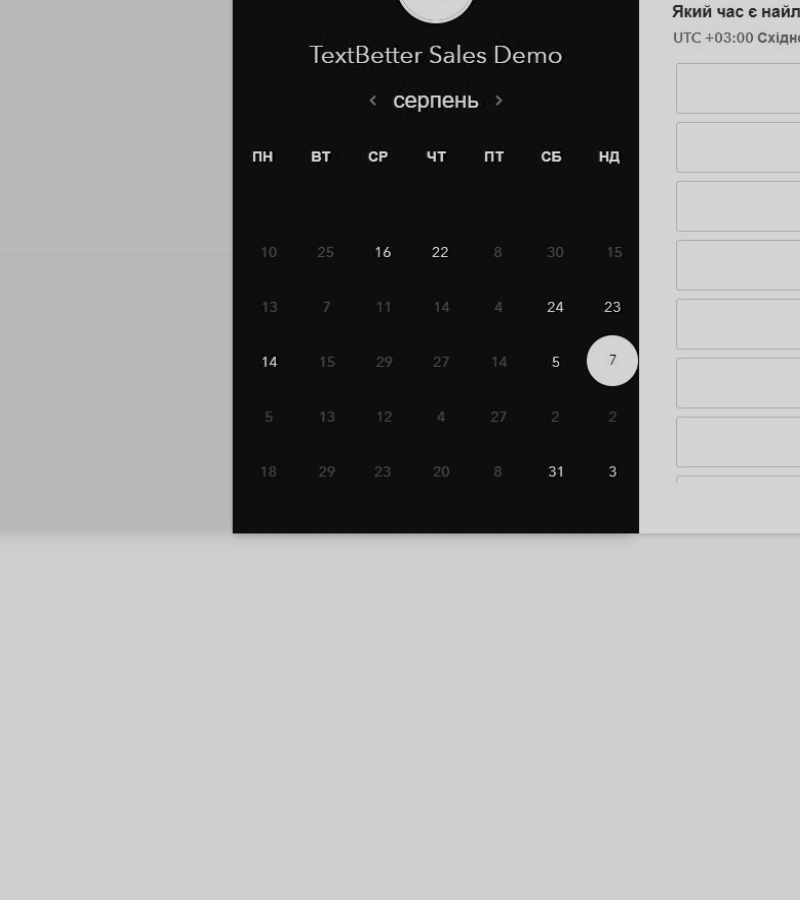 Який час є найл
UTC +03:00 Східно
TextBetter Sales Demo
‹ серпень ›
ПН ВТ СР ЧТ ПТ СБ НД
10 25 16 22 8 30 15
13 7 11 14 4 24 23
14 15 29 27 14 5 7
5 13 12 4 27 2 2
18 29 23 20 8 31 3